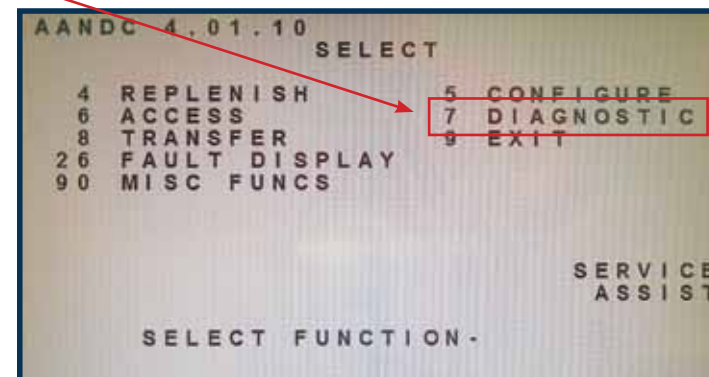 AANDC 4.01.10
SELECT
4 REPLENISH 5 CONFIGURE
6 ACCESS 7 DIAGNOSTIC
8 TRANSFER 9 EXIT
26 FAULT DISPLAY
90 MISC FUNCS
SERVICE
ASSIST
SELECT FUNCTION-